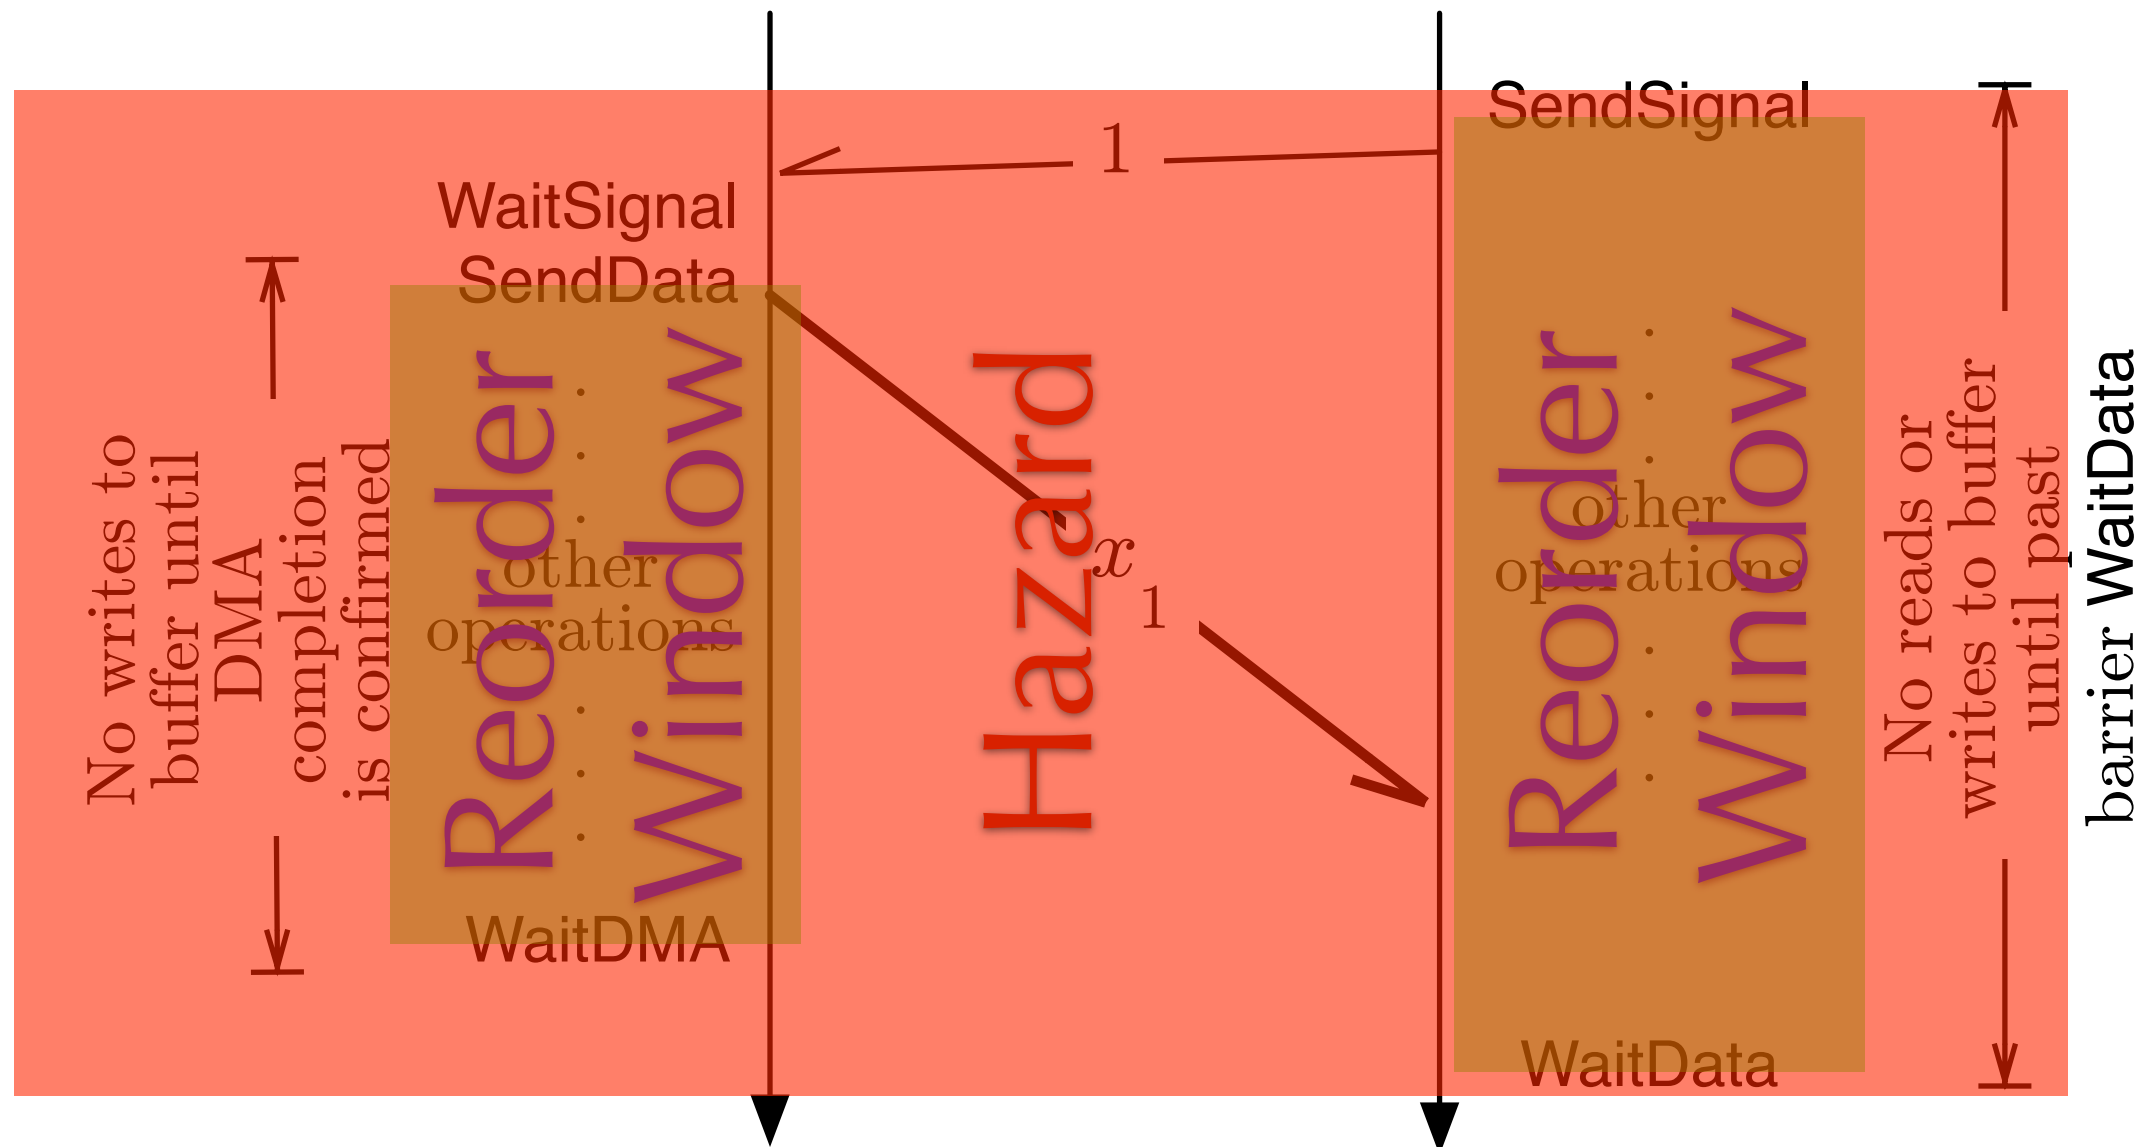 SendSignal
1
WaitSignal
SendData
No writes to
buffer until
DMA
completion
is confirmed
Reorder
Window
other
operations
WaitDMA
Hazard
x
1
Reorder
Window
other
operations
WaitData
No reads or
writes to buffer
until past
barrier WaitData